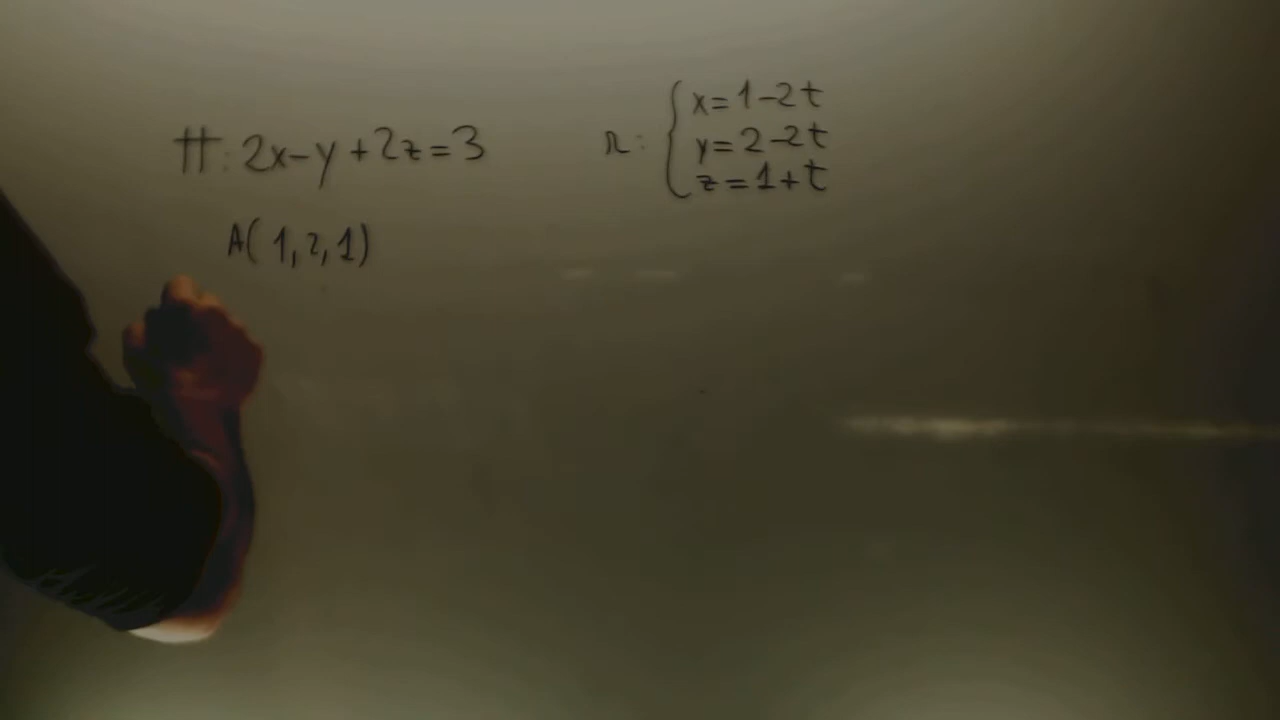 π: 2x-y+2z=3
A(1,2,1)
r: { x=1-2t
y=2-2t
z=1+t